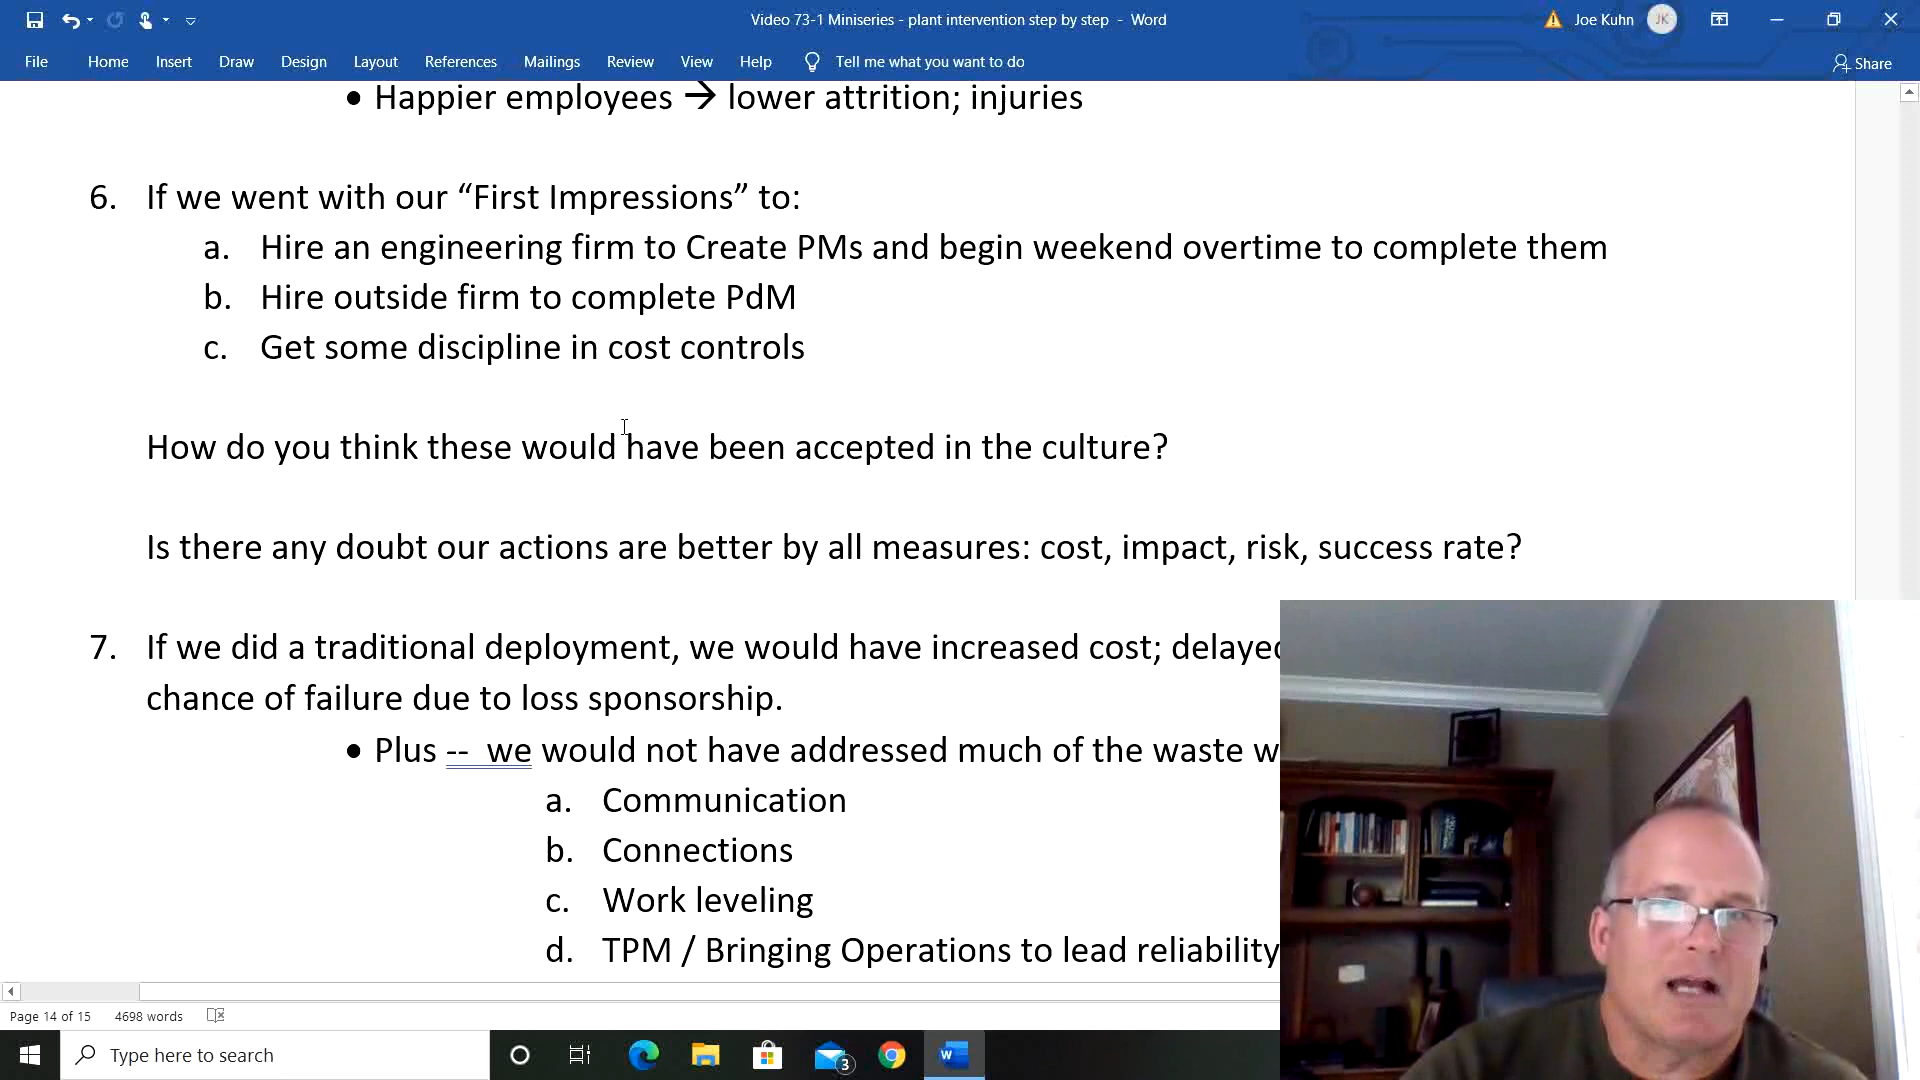 Video 73-1 Miniseries - plant intervention step by step - Word
Joe Kuhn
JK
File Home Insert Draw Design Layout References Mailings Review View Help Tell me what you want to do
Share
• Happier employees → lower attrition; injuries
6. If we went with our “First Impressions” to:
a. Hire an engineering firm to Create PMs and begin weekend overtime to complete them
b. Hire outside firm to complete PdM
c. Get some discipline in cost controls
How do you think these would have been accepted in the culture?
Is there any doubt our actions are better by all measures: cost, impact, risk, success rate?
7. If we did a traditional deployment, we would have increased cost; delayed
chance of failure due to loss sponsorship.
• Plus -- we would not have addressed much of the waste
a. Communication
b. Connections
c. Work leveling
d. TPM / Bringing Operations to lead reliability
Page 14 of 15 4698 words
Type here to search
3
W